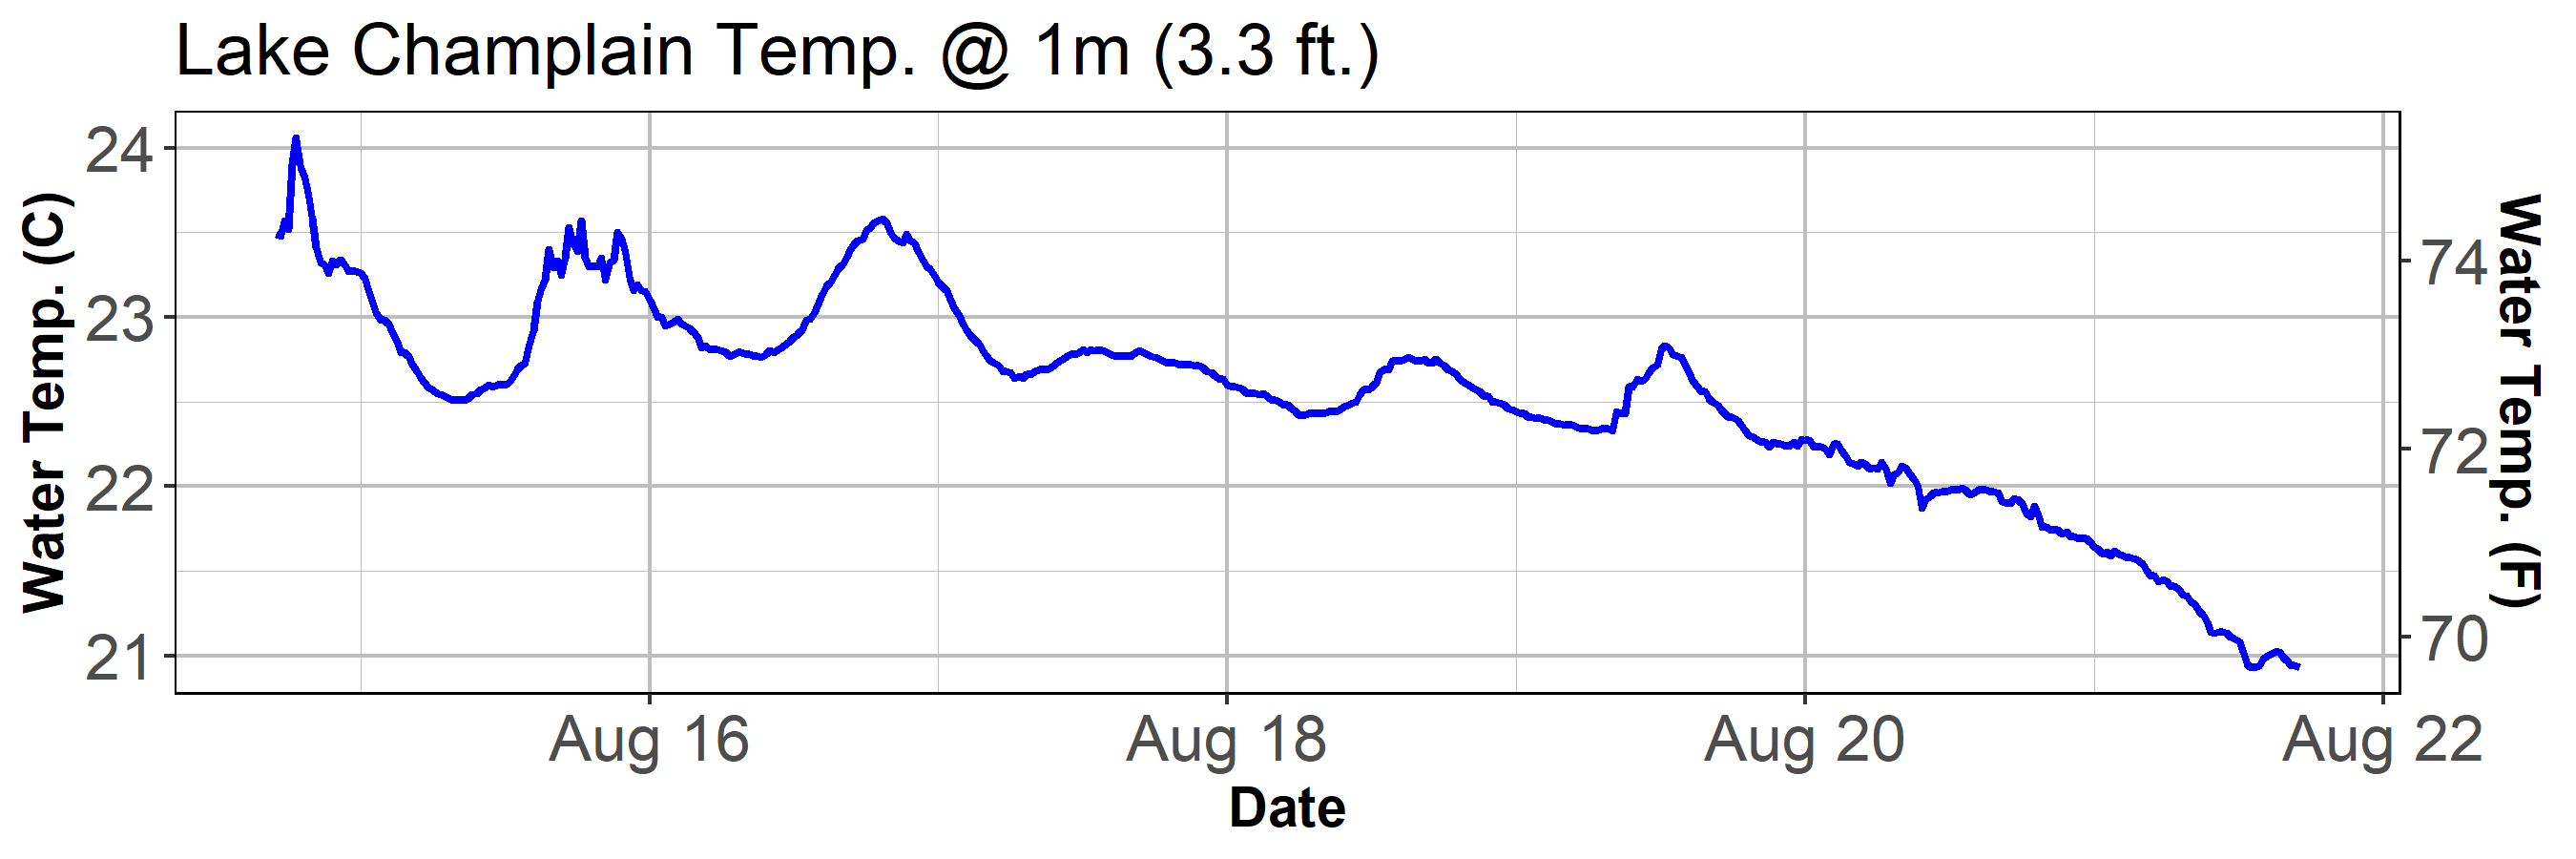 Lake Champlain Temp. @ 1m (3.3 ft.)
Water Temp. (C)
24
23
22
21
74
72
70
Water Temp. (F)
Aug 16
Aug 18
Aug 20
Aug 22
Date